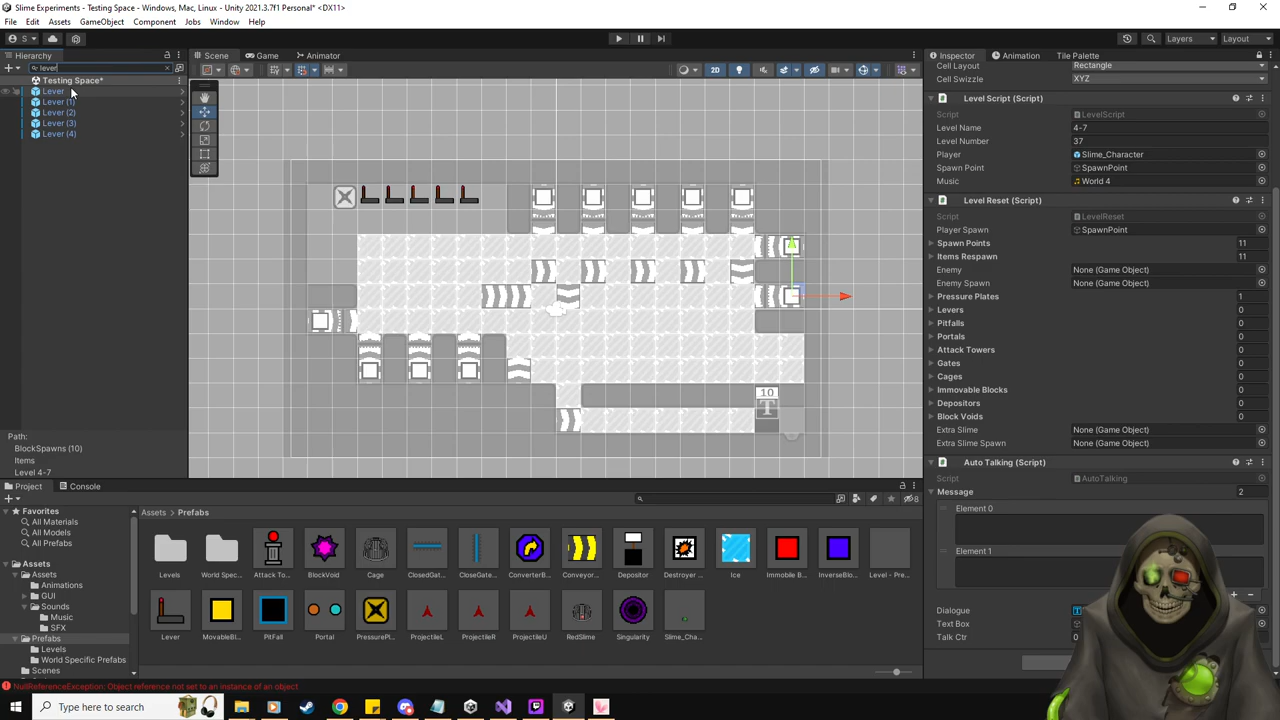 Slime Experiments - Testing Space - Windows, Mac, Linux - Unity 2021.3.7f1 Personal* <DX11>
File Edit Assets GameObject Component Jobs Window Help
S Layers Layout
Hierarchy
lever
Testing Space*
Lever
Lever (1)
Lever (2)
Lever (3)
Lever (4)
Path:
BlockSpawns (10)
Items
Level 4-7
Scene Game Animator
2D
10
T
Inspector Animation Tile Palette
Cell Layout Rectangle
Cell Swizzle XYZ
Level Script (Script)
Script LevelScript
Level Name 4-7
Level Number 37
Player Slime_Character
Spawn Point SpawnPoint
Music World 4
Level Reset (Script)
Script LevelReset
Player Spawn SpawnPoint
Spawn Points 11
Items Respawn 11
Enemy None (Game Object)
Enemy Spawn None (Game Object)
Pressure Plates 1
Levers 0
Pitfalls 0
Portals 0
Attack Towers 0
Gates 0
Cages 0
Immovable Blocks 0
Depositors 0
Block Voids 0
Extra Slime None (Game Object)
Extra Slime Spawn None (Game Object)
Auto Talking (Script)
Script AutoTalking
Message 2
Element 0
Element 1
Dialogue
Text Box
Talk Ctr 0
Project Console
8
Favorites
All Materials
All Models
All Prefabs
Assets
Assets
Animations
GUI
Sounds
Music
SFX
Prefabs
Levels
World Specific Prefabs
Scenes
Assets > Prefabs
Levels World Spec... Attack To... BlockVoid Cage ClosedGate... CloseGate... ConverterB... Conveyor... Depositor Destroyer ... Ice Immobile B... InverseBlo... Level - Pre...
Lever MovableBl... PitFall Portal PressurePl... ProjectileL ProjectileR ProjectileU RedSlime Singularity Slime_Cha...
NullReferenceException: Object reference not set to an instance of an object
Type here to search